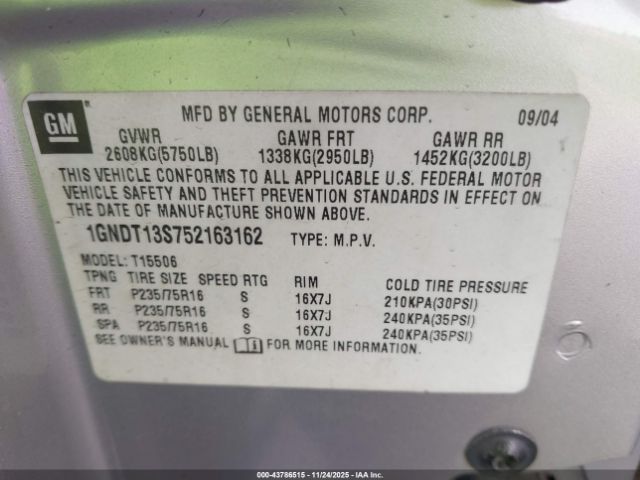 GM
MFD BY GENERAL MOTORS CORP. 09/04
GVWR GAWR FRT GAWR RR
2608KG(5750LB) 1338KG(2950LB) 1452KG(3200LB)
THIS VEHICLE CONFORMS TO ALL APPLICABLE U.S. FEDERAL MOTOR
VEHICLE SAFETY AND THEFT PREVENTION STANDARDS IN EFFECT ON
THE DATE OF MANUFACTURE SHOWN ABOVE.
1GNDT13S752163162 TYPE: M.P.V.
MODEL: T15506
TPNG TIRE SIZE SPEED RTG RIM COLD TIRE PRESSURE
FRT P235/75R16 S 16X7J 210KPA(30PSI)
RR P235/75R16 S 16X7J 240KPA(35PSI)
SPA P235/75R16 S 16X7J 240KPA(35PSI)
SEE OWNER'S MANUAL FOR MORE INFORMATION.
000-43786515 - 11/24/2025 - IAAI.com